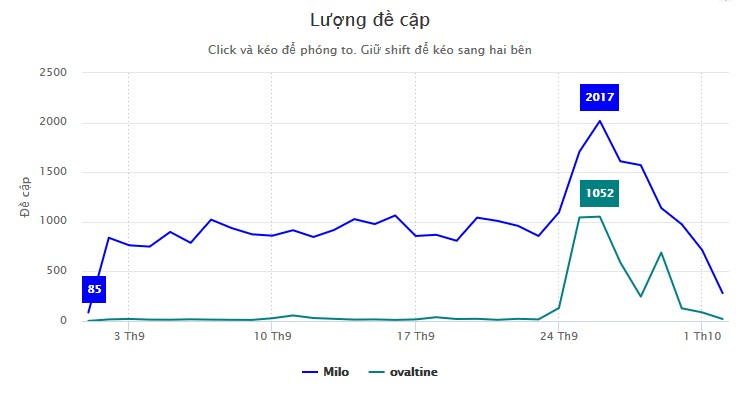 Lượng đề cập
Click và kéo để phóng to. Giữ shift để kéo sang hai bên
2500
2000
1500
1000
500
0
Đề cập
2017
1052
85
3 Th9
10 Th9
17 Th9
24 Th9
1 Th10
Milo
ovaltine